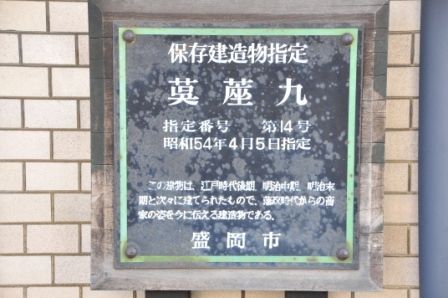 保存建造物指定
茣蓙九
指定番号　第14号
昭和54年4月5日指定
この建物は、江戸時代後期、明治中期、明治末
期と次々に建てられたもので、藩政時代からの商
家の姿を今に伝える建造物である。
盛岡市